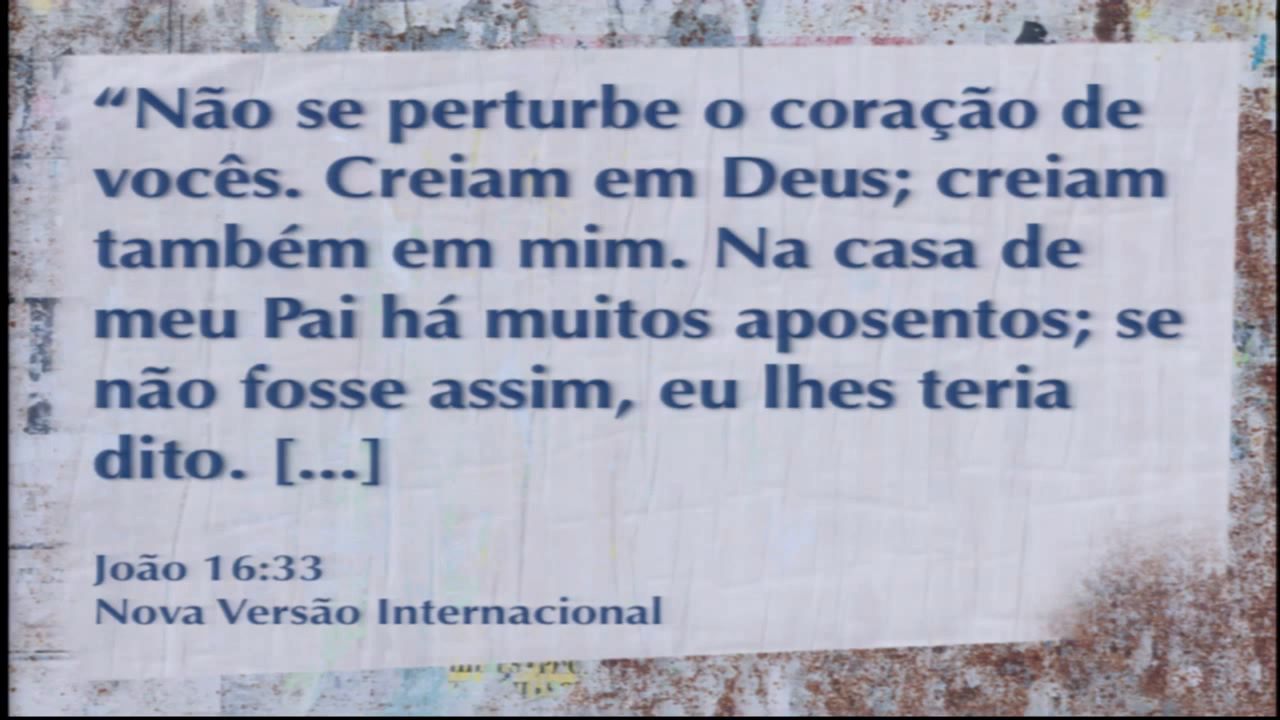 “Não se perturbe o coração de
vocês. Creiam em Deus; creiam
também em mim. Na casa de
meu Pai há muitos aposentos; se
não fosse assim, eu lhes teria
dito. [...]
João 16:33
Nova Versão Internacional